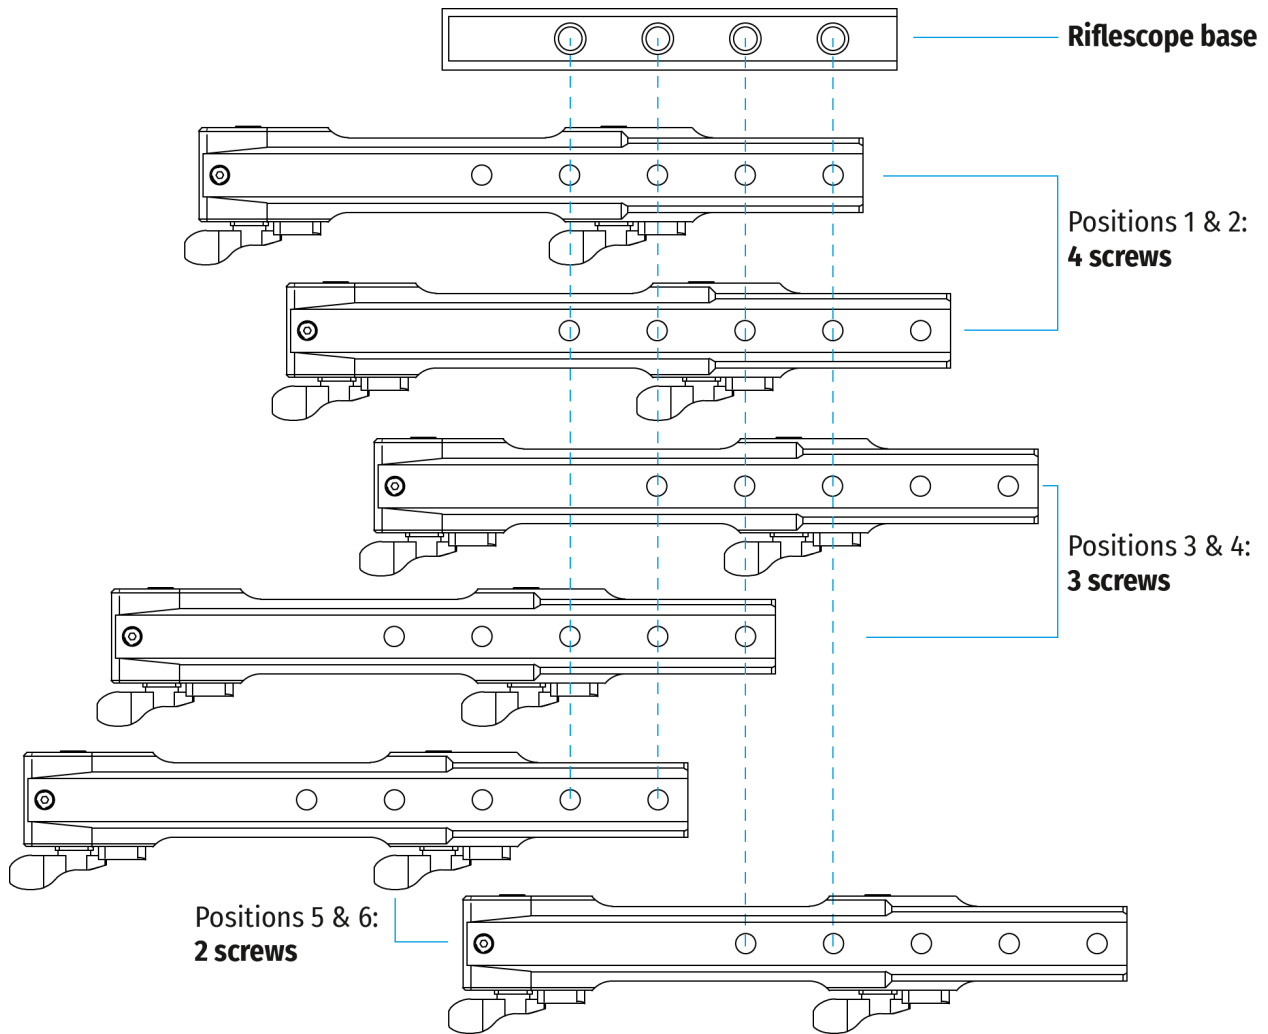 Riflescope base
Positions 1 & 2:
4 screws
Positions 3 & 4:
3 screws
Positions 5 & 6:
2 screws